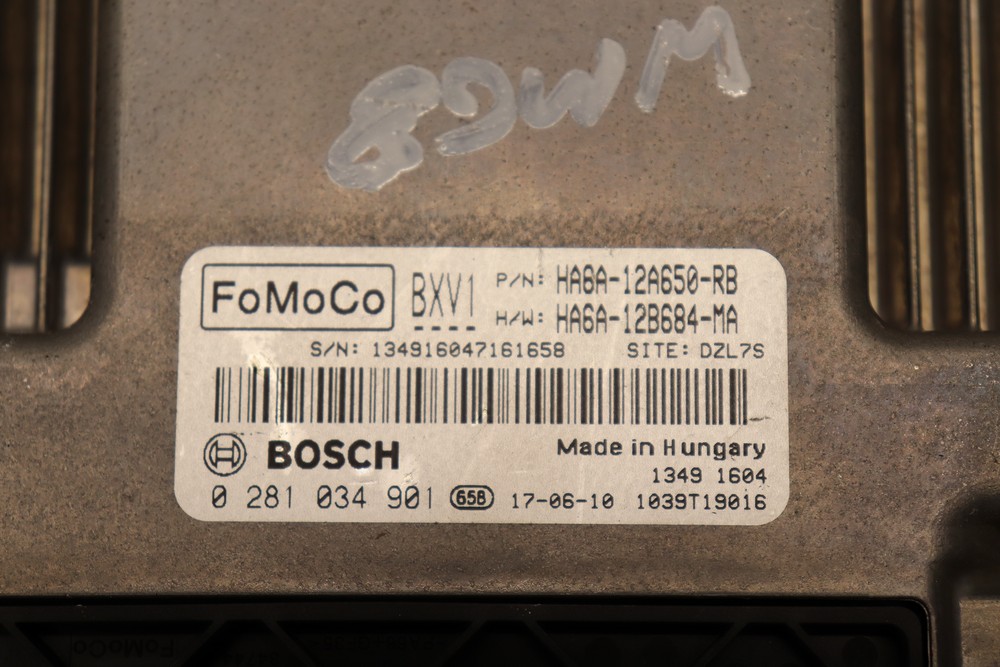 FoMoCo BXV1 P/N: HA6A-12A650-RB
H/W: HA6A-12B684-MA
S/N: 134916047161658 SITE: DZL7S
BOSCH Made in Hungary
1349 1604
0 281 034 901 658 17-06-10 1039T19016
FoMoCo